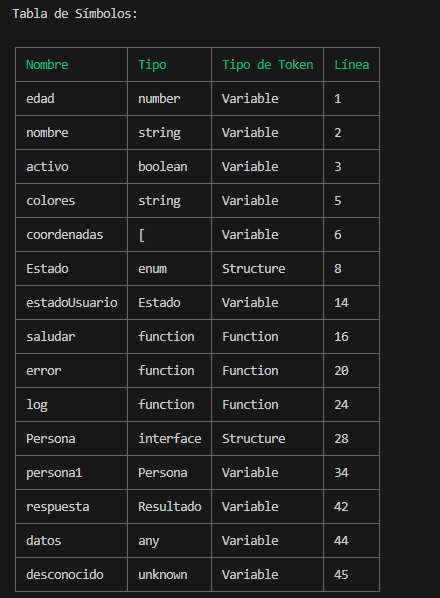 Tabla de Símbolos:
Nombre Tipo Tipo de Token Línea
edad number Variable 1
nombre string Variable 2
activo boolean Variable 3
colores string Variable 5
coordenadas [ Variable 6
Estado enum Structure 8
estadoUsuario Estado Variable 14
saludar function Function 16
error function Function 20
log function Function 24
Persona interface Structure 28
persona1 Persona Variable 34
respuesta Resultado Variable 42
datos any Variable 44
desconocido unknown Variable 45